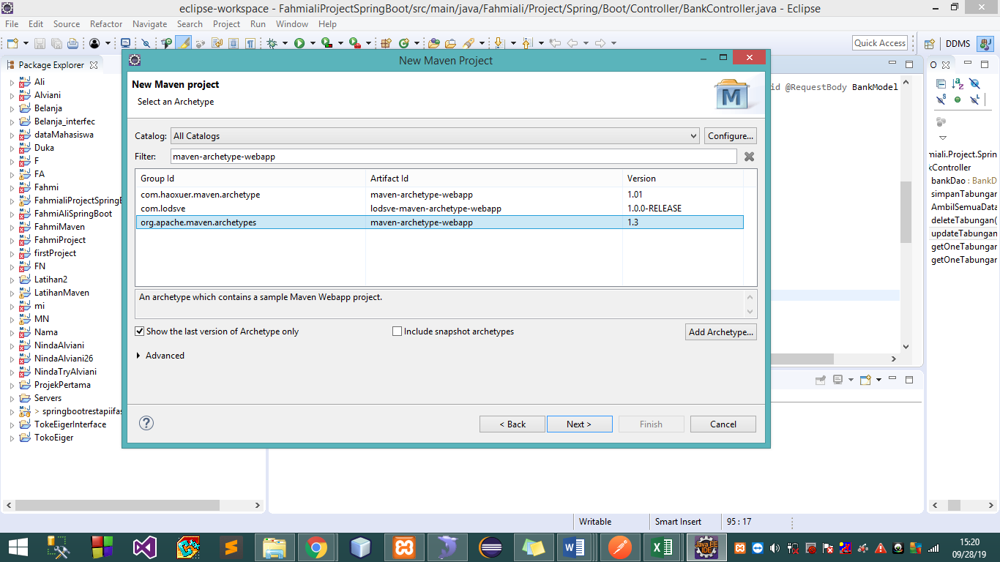 eclipse-workspace - FahmialiProjectSpringBoot/src/main/java/Fahmiali/Project/Spring/Boot/Controller/BankController.java - Eclipse
File Edit Source Refactor Navigate Search Project Run Window Help
Quick Access DDMS
Package Explorer
Ali
Alviani
Belanja
Belanja_interfec
dataMahasiswa
Duka
F
FA
Fahmi
FahmialiProjectSpringB
FahmiAliSpringBoot
FahmiMaven
FahmiProject
firstProject
FN
Latihan2
LatihanMaven
mi
MN
Nama
NindaAlviani
NindaAlviani26
NindaTryAlviani
ProjekPertama
Servers
> springbootrestapiifas
TokeEigerInterface
TokoEiger
New Maven Project
New Maven project
Select an Archetype
M
Catalog: All Catalogs Configure...
Filter: maven-archetype-webapp
Group Id Artifact Id Version
com.haoxuer.maven.archetype maven-archetype-webapp 1.01
com.lodsve lodsve-maven-archetype-webapp 1.0.0-RELEASE
org.apache.maven.archetypes maven-archetype-webapp 1.3
An archetype which contains a sample Maven Webapp project.
Show the last version of Archetype only Include snapshot archetypes Add Archetype...
Advanced
< Back Next > Finish Cancel
id @RequestBody BankModel
O
miali.Project.Sprin
kController
bankDao : BankD
simpanTabungar
AmbilSemuaData
deleteTabungan(
updateTabungan
getOneTabungar
getOneTabungar
Writable Smart Insert 95 : 17
Java EE
IDE
15:20
09/28/19